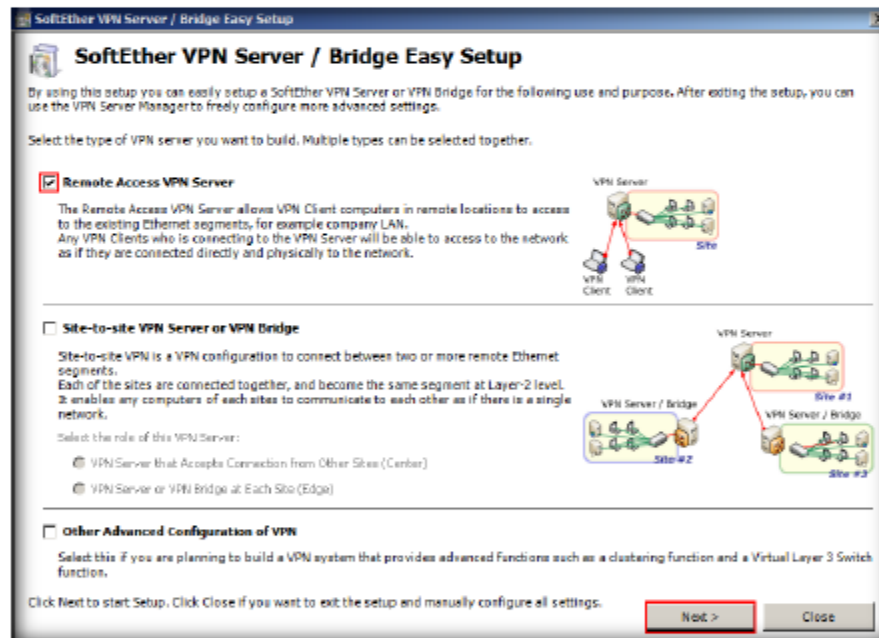 SoftEther VPN Server / Bridge Easy Setup
SoftEther VPN Server / Bridge Easy Setup
By using this setup you can easily setup a SoftEther VPN Server or VPN Bridge for the following use and purpose. After exiting the setup, you can
use the VPN Server Manager to freely configure more advanced settings.
Select the type of VPN server you want to build. Multiple types can be selected together.
Remote Access VPN Server
The Remote Access VPN Server allows VPN Client computers in remote locations to access
to the existing Ethernet segments, for example company LAN.
Any VPN Clients who is connecting to the VPN Server will be able to access to the network
as if they are connected directly and physically to the network.
VPN Server
Site
VPN Client
VPN Client
Site-to-site VPN Server or VPN Bridge
Site-to-site VPN is a VPN configuration to connect between two or more remote Ethernet
segments.
Each of the sites are connected together, and become the same segment at Layer-2 level.
It enables any computers of each sites to communicate to each other as if there is a single
network.
Select the role of this VPN Server:
VPN Server that Accepts Connection from Other Sites (Center)
VPN Server or VPN Bridge at Each Site (Edge)
VPN Server
Site #1
VPN Server / Bridge
Site #2
VPN Server / Bridge
Site #3
Other Advanced Configuration of VPN
Select this if you are planning to build a VPN system that provides advanced functions such as a clustering function and a Virtual Layer 3 Switch
function.
Click Next to start Setup. Click Close if you want to exit the setup and manually configure all settings.
Next >
Close